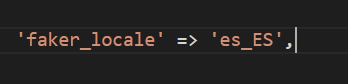 'faker_locale' => 'es_ES',